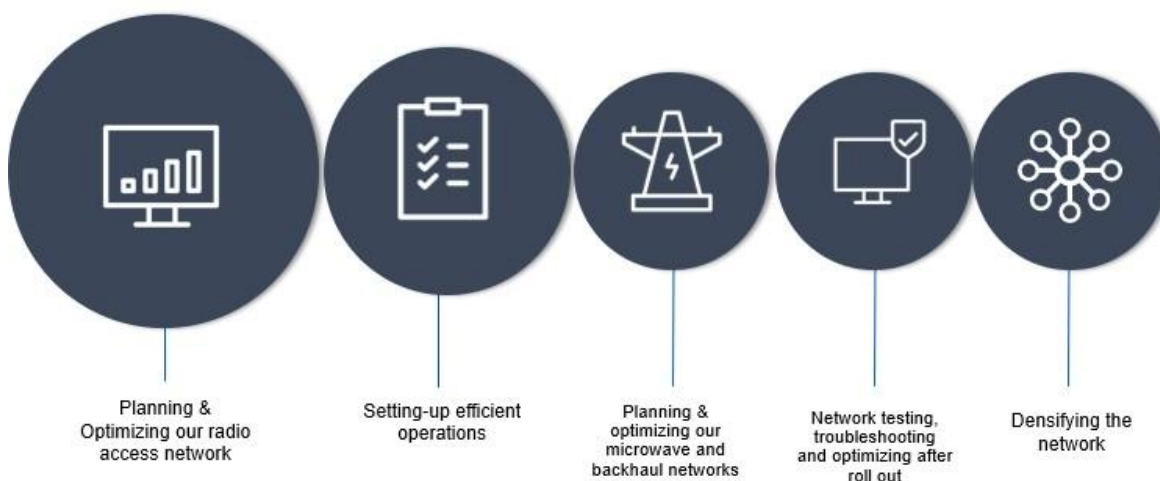 Planning &
Optimizing our radio
access network
Setting-up efficient
operations
Planning &
optimizing our
microwave and
backhaul networks
Network testing,
troubleshooting
and optimizing after
roll out
Densifying the
network